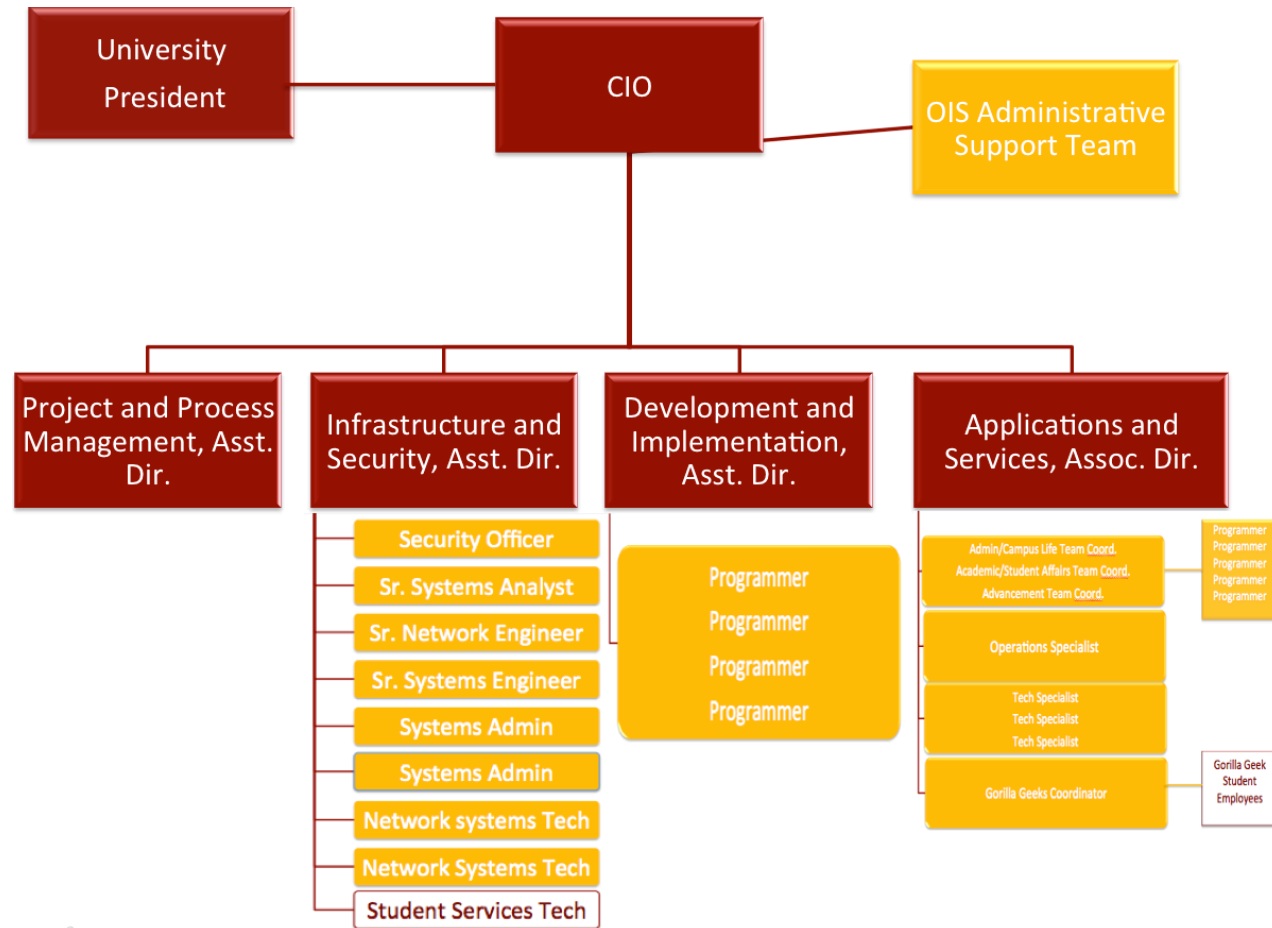 University
President
CIO
OIS Administrative
Support Team
Project and Process
Management, Asst.
Dir.
Infrastructure and
Security, Asst. Dir.
Development and
Implementation,
Asst. Dir.
Applications and
Services, Assoc. Dir.
Security Officer
Sr. Systems Analyst
Sr. Network Engineer
Sr. Systems Engineer
Systems Admin
Systems Admin
Network systems Tech
Network Systems Tech
Student Services Tech
Programmer
Programmer
Programmer
Programmer
Admin/Campus Life Team Coord.
Academic/Student Affairs Team Coord.
Advancement Team Coord.
Programmer
Programmer
Programmer
Programmer
Programmer
Operations Specialist
Tech Specialist
Tech Specialist
Tech Specialist
Gorilla Geeks Coordinator
Gorilla Geek
Student
Employees